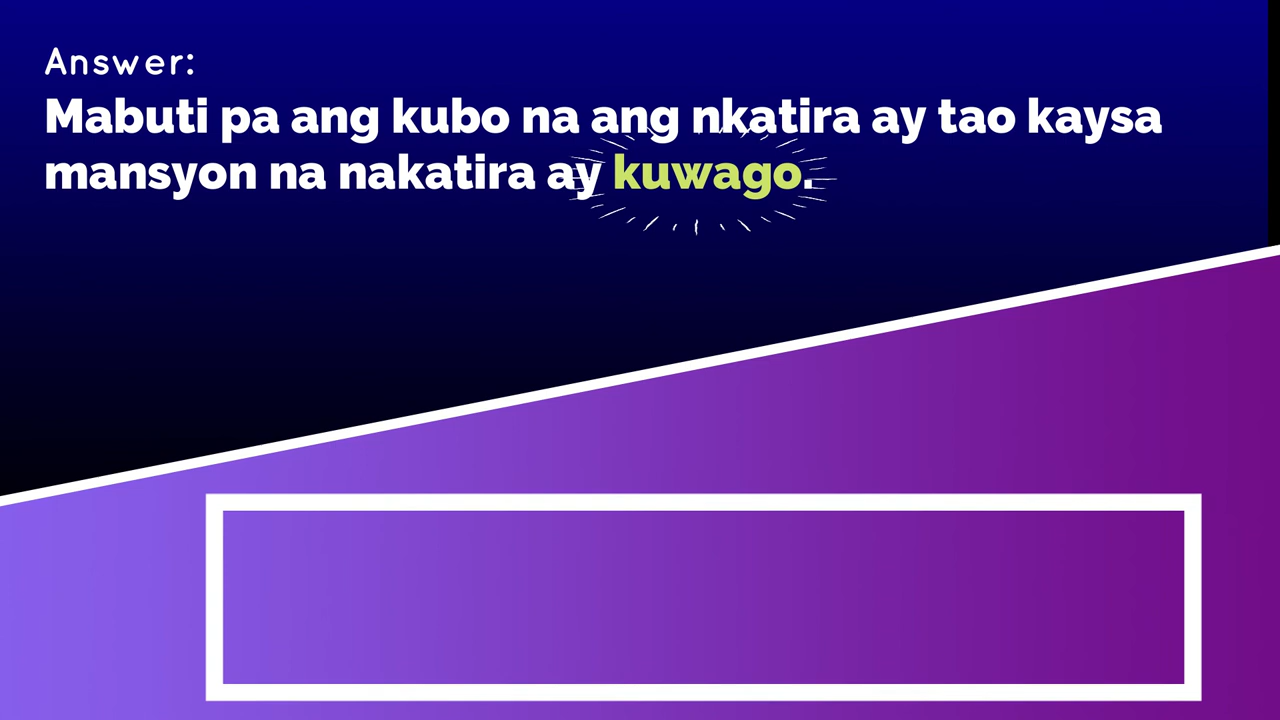 Answer:
Mabuti pa ang kubo na ang nkatira ay tao kaysa
mansyon na nakatira ay kuwago.